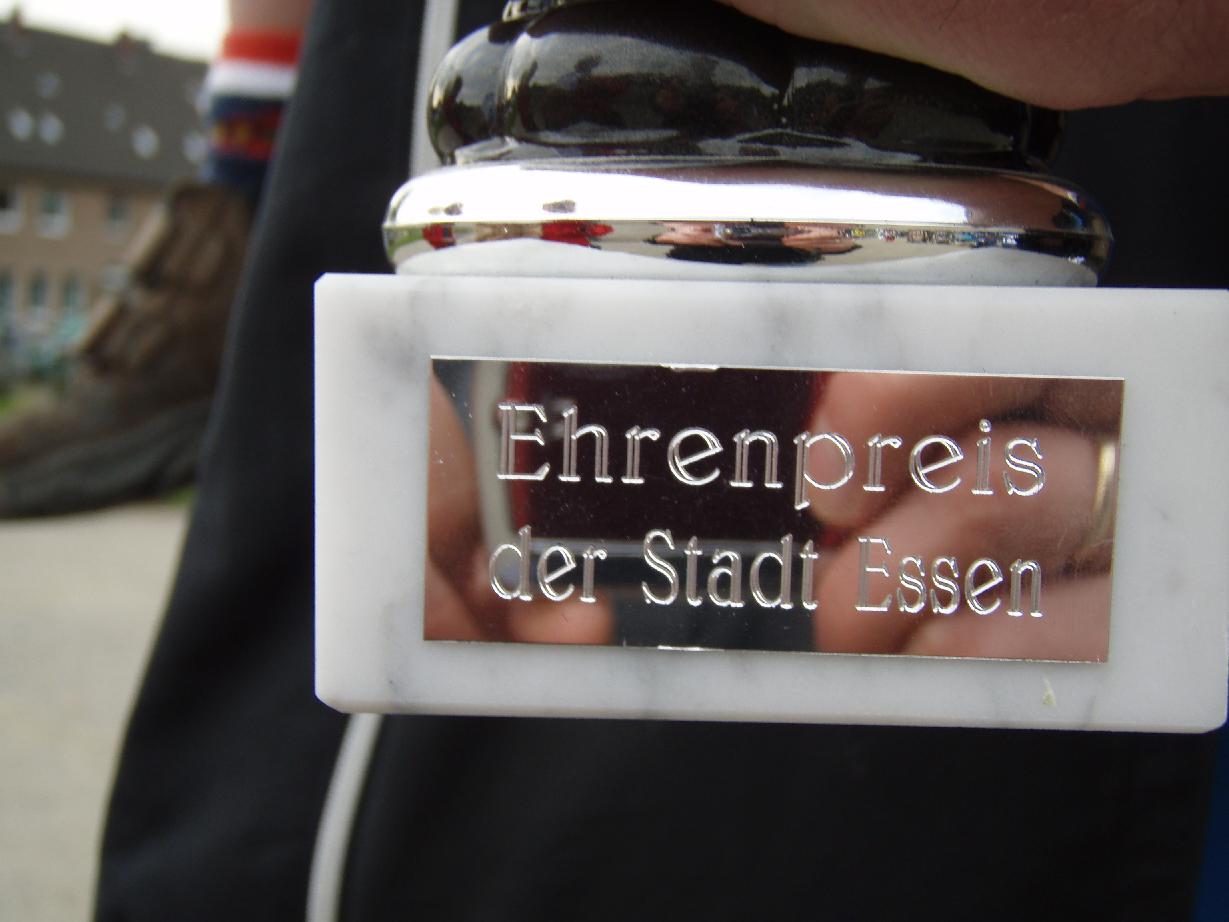 Ehrenpreis
der Stadt Essen